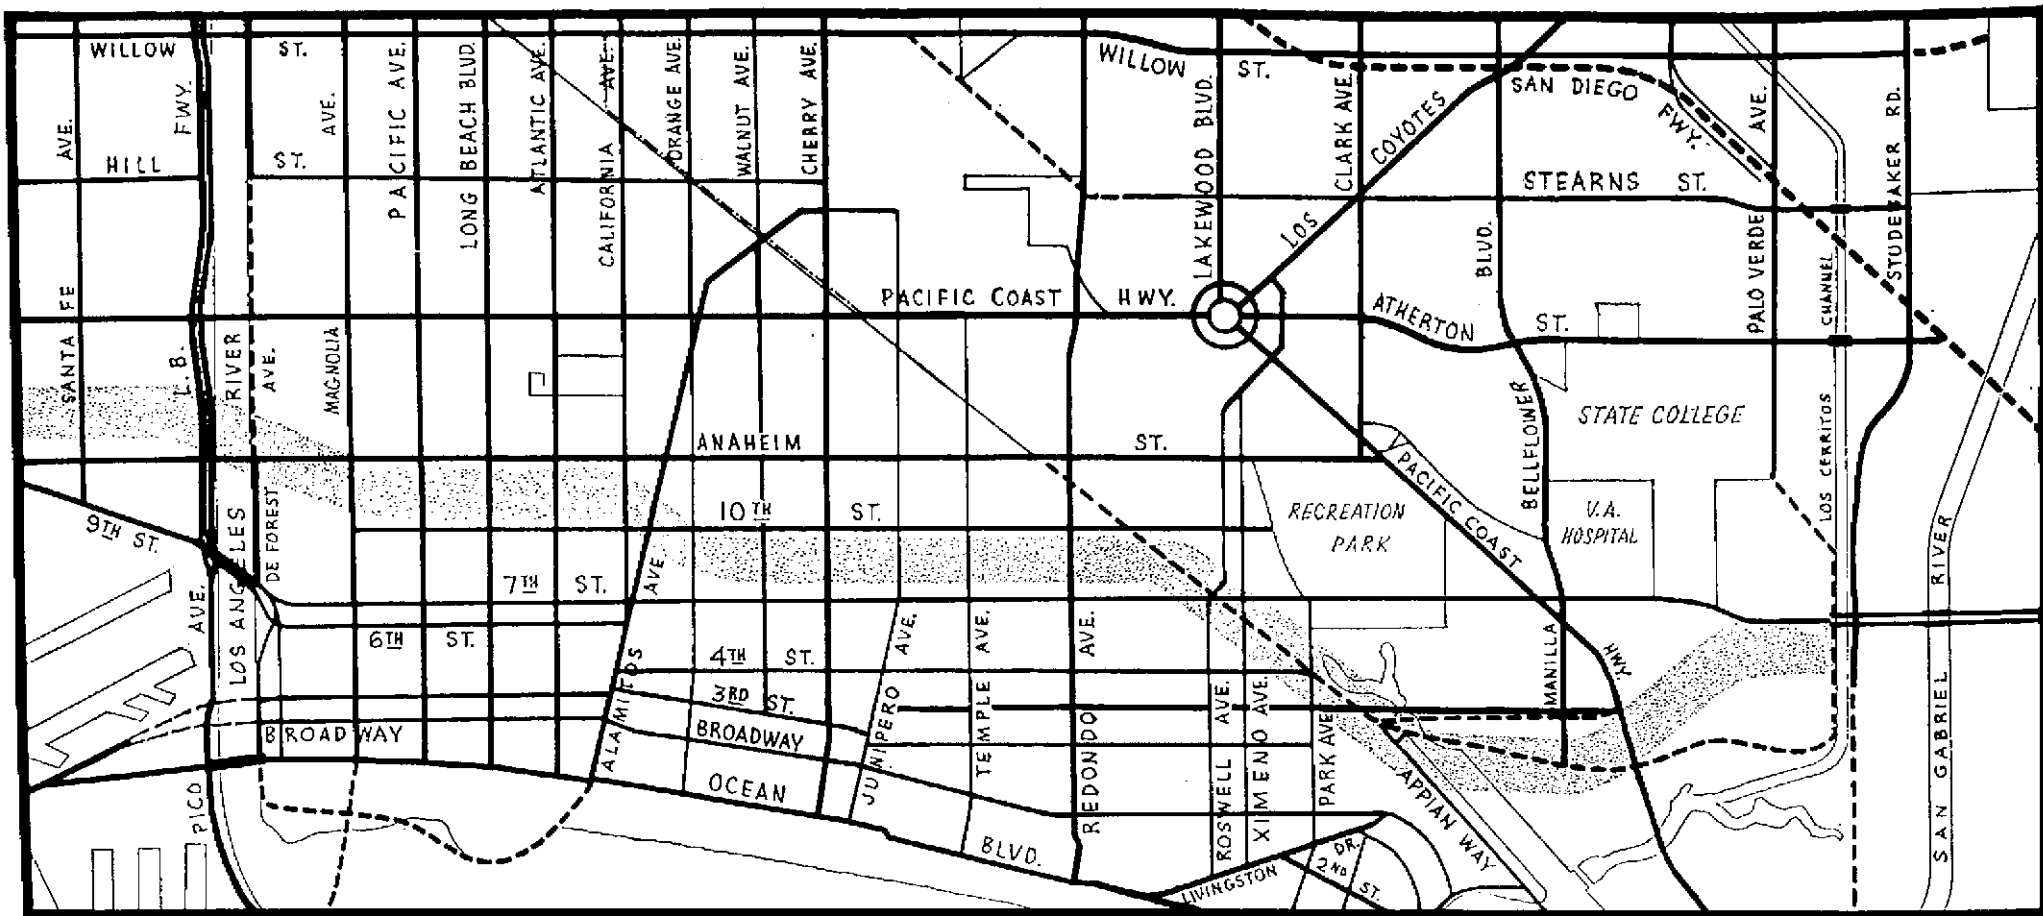 WILLOW ST.
WILLOW ST.
AVE.
FWY.
AVE.
PACIFIC AVE.
LONG BEACH BLVD.
ATLANTIC AVE.
CALIFORNIA AVE.
ORANGE AVE.
WALNUT AVE.
CHERRY AVE.
LAKEWOOD BLVD.
CLARK AVE.
LOS COYOTES
SAN DIEGO FWY.
AVE.
STUDEBAKER RD.
HILL ST.
STEARNS ST.
BLVD.
PALO VERDE
CHANNEL
SANTA FE
L.B.
RIVER
AVE.
MAGNOLIA
PACIFIC COAST HWY.
ATHERTON ST.
STATE COLLEGE
BELLFLOWER
LOS CERRITOS
ANAHEIM ST.
PACIFIC COAST
HWY
9TH ST.
LOS ANGELES
DE FOREST
10TH ST.
RECREATION
PARK
V.A.
HOSPITAL
7TH ST.
AVE.
AVE.
6TH ST.
4TH ST.
AVE.
AVE.
AVE.
MANILLA
RIVER
SAN GABRIEL
3RD ST.
BROADWAY
BROADWAY
ALAMITOS
JUNIPERO
TEMPLE
REDONDO
ROSWELL AVE.
XIMENO AVE.
PARK AVE.
APPIAN WAY
PICO
OCEAN BLVD.
LIVINGSTON DR.
2ND ST.